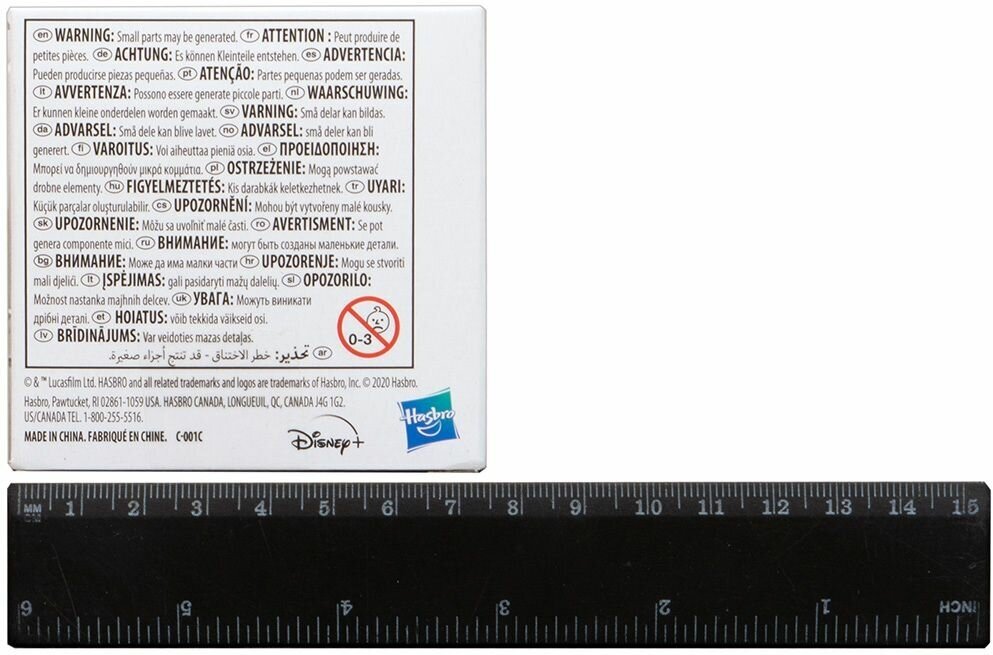 en WARNING: Small parts may be generated. fr ATTENTION : Peut produire de
petites pièces. de ACHTUNG: Es können Kleinteile entstehen. es ADVERTENCIA:
Pueden producirse piezas pequeñas. pt ATENÇÃO: Partes pequenas podem ser geradas.
it AVVERTENZA: Possono essere generate piccole parti. nl WAARSCHUWING:
Er kunnen kleine onderdelen worden gemaakt. sv VARNING: Små delar kan bildas.
da ADVARSEL: Små dele kan blive lavet. no ADVARSEL: små deler kan bli
generert. fi VAROITUS: Voi aiheuttaa pieniä osia. el ΠΡΟΕΙΔΟΠΟΙΗΣΗ:
Μπορεί να δημιουργηθούν μικρά κομμάτια. pl OSTRZEŻENIE: Mogą powstawać
drobne elementy. hu FIGYELMEZTETÉS: Kis darabkák keletkezhetnek. tr UYARI:
Küçük parçalar oluşturulabilir. cs UPOZORNĚNÍ: Mohou být vytvořeny malé kousky.
sk UPOZORNENIE: Môžu sa uvoľniť malé časti. ro AVERTISMENT: Se pot
genera componente mici. ru ВНИМАНИЕ: могут быть созданы маленькие детали.
bg ВНИМАНИЕ: Може да има малки части hr UPOZORENJE: Mogu se stvoriti
mali djelići. lt ĮSPĖJIMAS: gali pasidaryti mažų dalelių. sl OPOZORILO:
Možnost nastanka majhnih delcev. uk УВАГА: Можуть виникати
дрібні деталі. et HOIATUS: võib tekkida väikseid osi.
lv BRĪDINĀJUMS: Var veidoties mazas detaļas.
ar تحذير: خطر الاختناق - قد تنتج أجزاء صغيرة.
0-3
© & ™ Lucasfilm Ltd. HASBRO and all related trademarks and logos are trademarks of Hasbro, Inc. © 2020 Hasbro.
Hasbro, Pawtucket, RI 02861-1059 USA. HASBRO CANADA, LONGUEUIL, QC, CANADA J4G 1G2.
US/CANADA TEL. 1-800-255-5516.
MADE IN CHINA. FABRIQUÉ EN CHINE. C-001C
Disney+
Hasbro
MM 1 2 3 4 5 6 7 8 9 10 11 12 13 14 15
CM
6 5 4 3 2 1 INCH